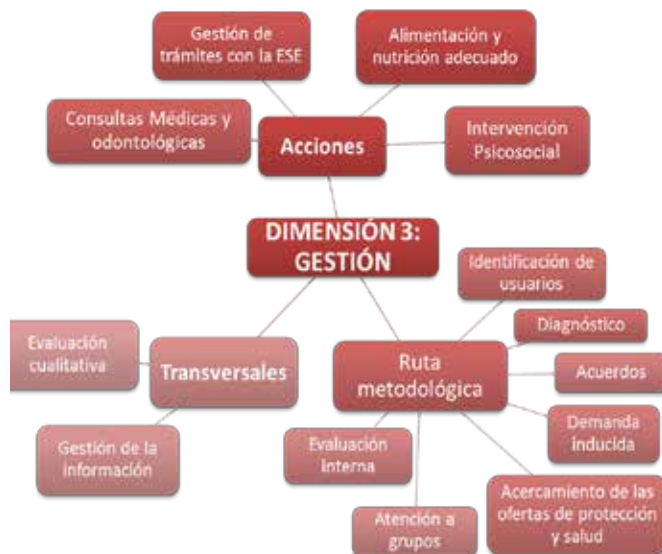 Gestión de
trámites con la ESE
Alimentación y
nutrición adecuado
Consultas Médicas y
odontológicas
Acciones
Intervención
Psicosocial
DIMENSIÓN 3:
GESTIÓN
Identificación de
usuarios
Diagnóstico
Evaluación
cualitativa
Transversales
Ruta
metodológica
Acuerdos
Demanda
inducida
Gestión de la
información
Evaluación
interna
Acercamiento de las
ofertas de protección
y salud
Atención a
grupos